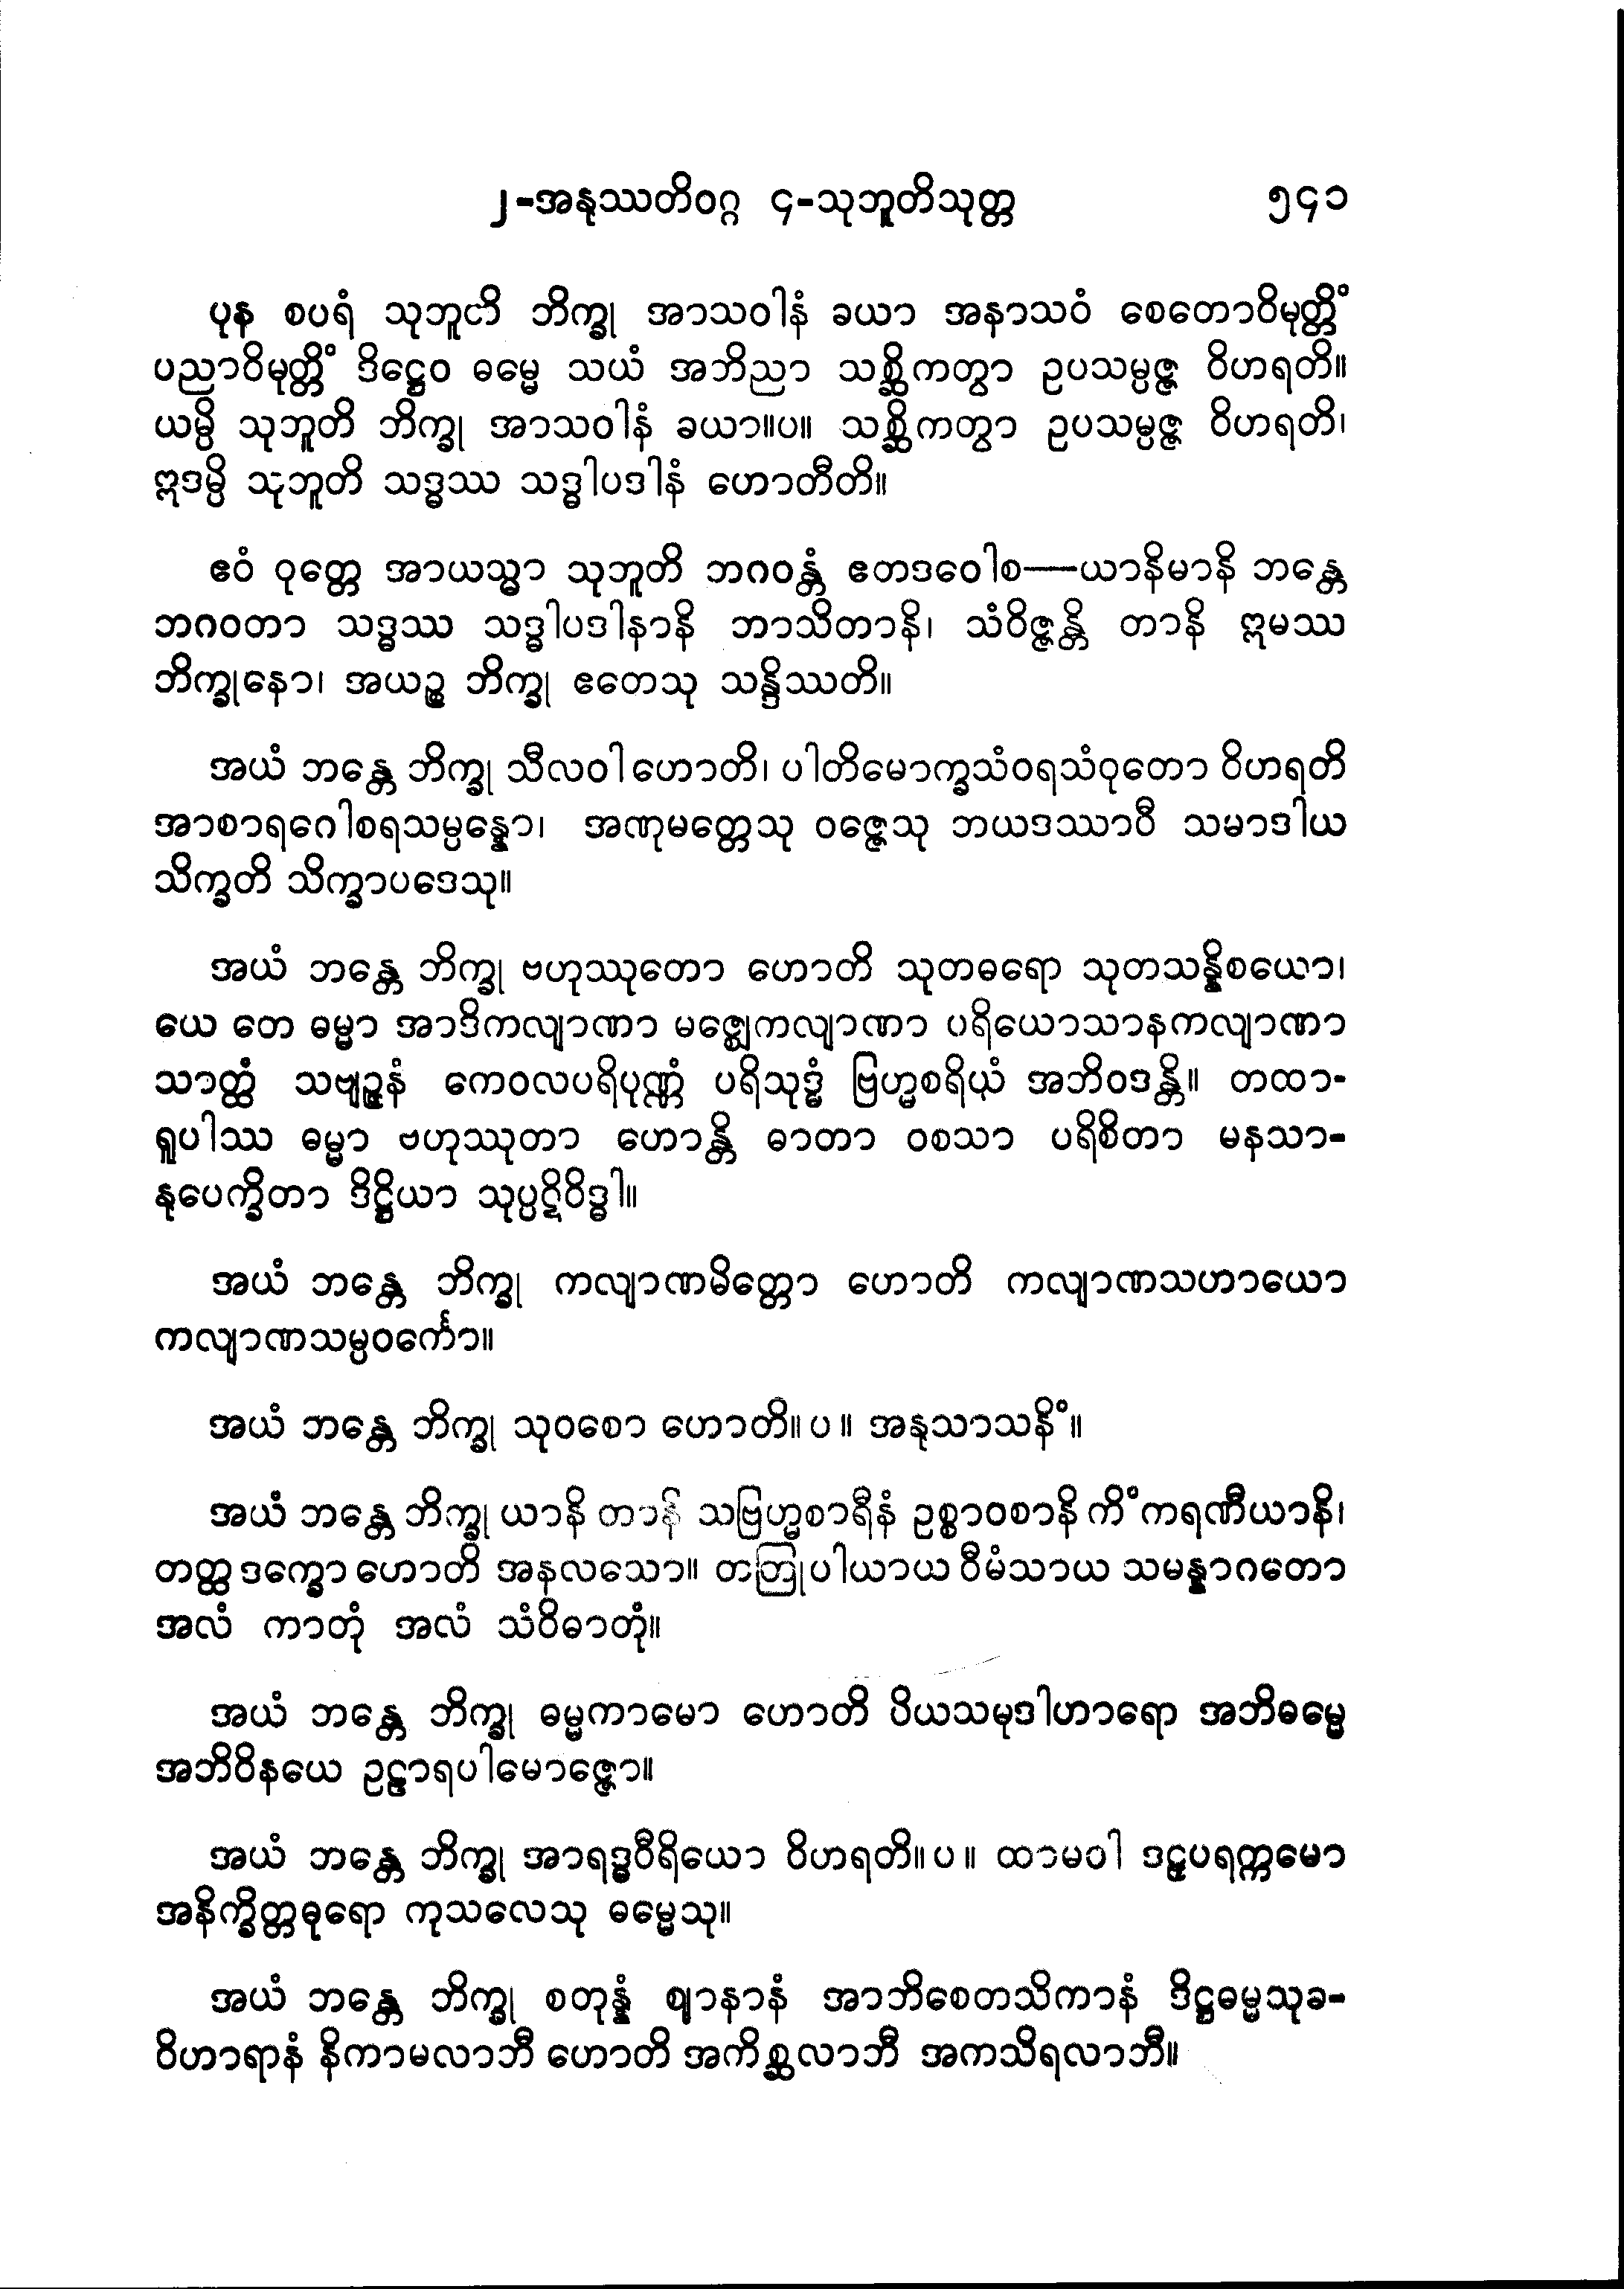 ၂-အနုဿတိဝဂ္ဂ ၄-သုဘူတိသုတ္တ ၅၄၁
ပုန စပရံ သုဘူတိ ဘိက္ခု အာသဝါနံ ခယာ အနာသဝံ စေတောဝိမုတ္တိံ
ပညာဝိမုတ္တိံ ဒိဋ္ဌေဝ ဓမ္မေ သယံ အဘိညာ သစ္ဆိကတွာ ဥပသမ္ပဇ္ဇ ဝိဟရတိ။
ယမ္ပိ သုဘူတိ ဘိက္ခု အာသဝါနံ ခယာ။ပ။ သစ္ဆိကတွာ ဥပသမ္ပဇ္ဇ ဝိဟရတိ၊
ဣဒမ္ပိ သုဘူတိ သဒ္ဓဿ သဒ္ဓါပဒါနံ ဟောတီတိ။
ဧဝံ ဝုတ္တေ အာယသ္မာ သုဘူတိ ဘဂဝန္တံ ဧတဒဝေါစ—ယာနိမာနိ ဘန္တေ
ဘဂဝတာ သဒ္ဓဿ သဒ္ဓါပဒါနာနိ ဘာသိတာနိ၊ သံဝိဇ္ဇန္တိ တာနိ ဣမဿ
ဘိက္ခုနော၊ အယဉ္စ ဘိက္ခု ဧတေသု သန္ဒိဿတိ။
အယံ ဘန္တေ ဘိက္ခု သီလဝါ ဟောတိ၊ ပါတိမောက္ခသံဝရသံဝုတော ဝိဟရတိ
အာစာရဂေါစရသမ္ပန္နော၊ အဏုမတ္တေသု ဝဇ္ဇေသု ဘယဒဿာဝီ သမာဒါယ
သိက္ခတိ သိက္ခာပဒေသု။
အယံ ဘန္တေ ဘိက္ခု ဗဟုဿုတော ဟောတိ သုတဓရော သုတသန္နိစယော၊
ယေ တေ ဓမ္မာ အာဒိကလျာဏာ မဇ္ဈေကလျာဏာ ပရိယောသာနကလျာဏာ
သာတ္ထံ သဗျဉ္ဇနံ ကေဝလပရိပုဏ္ဏံ ပရိသုဒ္ဓံ ဗြဟ္မစရိယံ အဘိဝဒန္တိ။ တထာ-
ရူပါဿ ဓမ္မာ ဗဟုဿုတာ ဟောန္တိ ဓာတာ ဝစသာ ပရိစိတာ မနသာ-
နုပေက္ခိတာ ဒိဋ္ဌိယာ သုပ္ပဋိဝိဒ္ဓါ။
အယံ ဘန္တေ ဘိက္ခု ကလျာဏမိတ္တော ဟောတိ ကလျာဏသဟာယော
ကလျာဏသမ္ပဝင်္ကော။
အယံ ဘန္တေ ဘိက္ခု သုဝစော ဟောတိ။ ပ ။ အနုသာသနိံ။
အယံ ဘန္တေ ဘိက္ခု ယာနိ တာနိ သဗြဟ္မစာရီနံ ဥစ္စာဝစာနိ ကိံကရဏီယာနိ၊
တတ္ထ ဒက္ခော ဟောတိ အနလသော။ တတြုပါယာယ ဝီမံသာယ သမန္နာဂတော
အလံ ကာတုံ အလံ သံဝိဓာတုံ။
အယံ ဘန္တေ ဘိက္ခု ဓမ္မကာမော ဟောတိ ပိယသမုဒါဟာရော အဘိဓမ္မေ
အဘိဝိနယေ ဥဠာရပါမောဇ္ဇော။
အယံ ဘန္တေ ဘိက္ခု အာရဒ္ဓဝီရိယော ဝိဟရတိ။ ပ ။ ထာမဝါ ဒဠှပရက္ကမော
အနိက္ခိတ္တဓုရော ကုသလေသု ဓမ္မေသု။
အယံ ဘန္တေ ဘိက္ခု စတုန္နံ ဈာနာနံ အာဘိစေတသိကာနံ ဒိဋ္ဌဓမ္မသုခ-
ဝိဟာရာနံ နိကာမလာဘီ ဟောတိ အကိစ္ဆလာဘီ အကသိရလာဘီ။